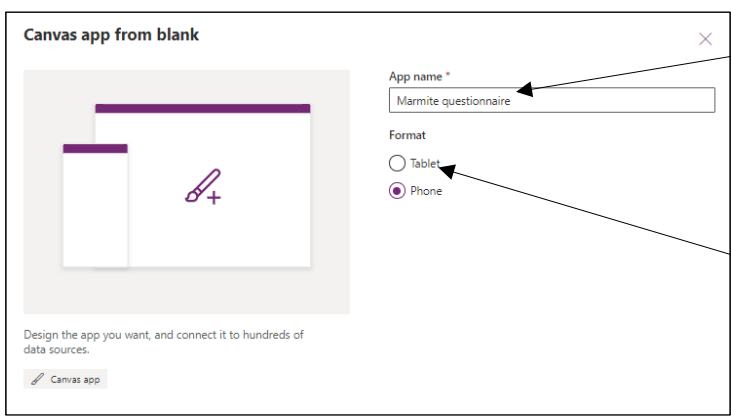 Canvas app from blank
App name *
Marmite questionnaire
Format
Tablet
Phone
Design the app you want, and connect it to hundreds of
data sources.
Canvas app